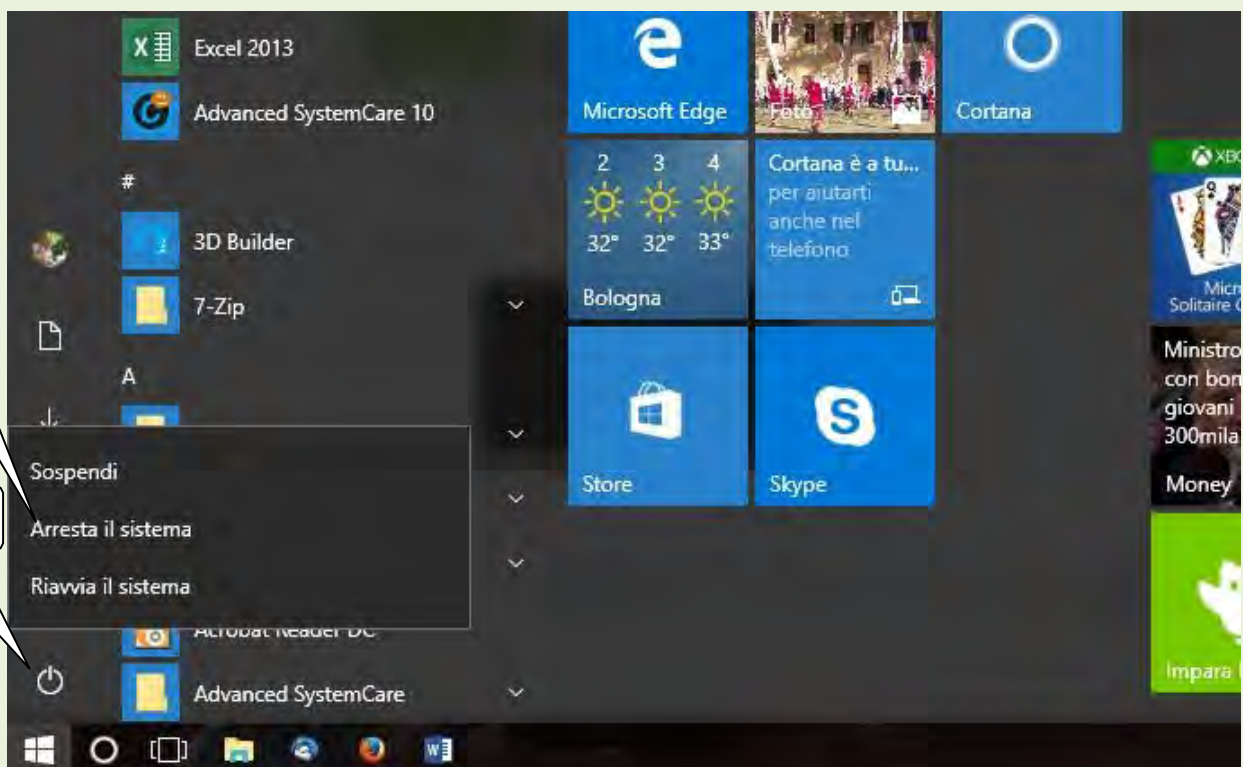 Excel 2013
Advanced SystemCare 10
#
3D Builder
7-Zip
A
Sospendi
Arresta il sistema
Riavvia il sistema
Acrobat Reader DC
Advanced SystemCare
Microsoft Edge
Foto
Cortana
2 3 4
32° 32° 33°
Bologna
Cortana è a tu...
per aiutarti
anche nel
telefono
Store
Skype
Solitaire
Ministro
giovani
300mila
Money
Impara